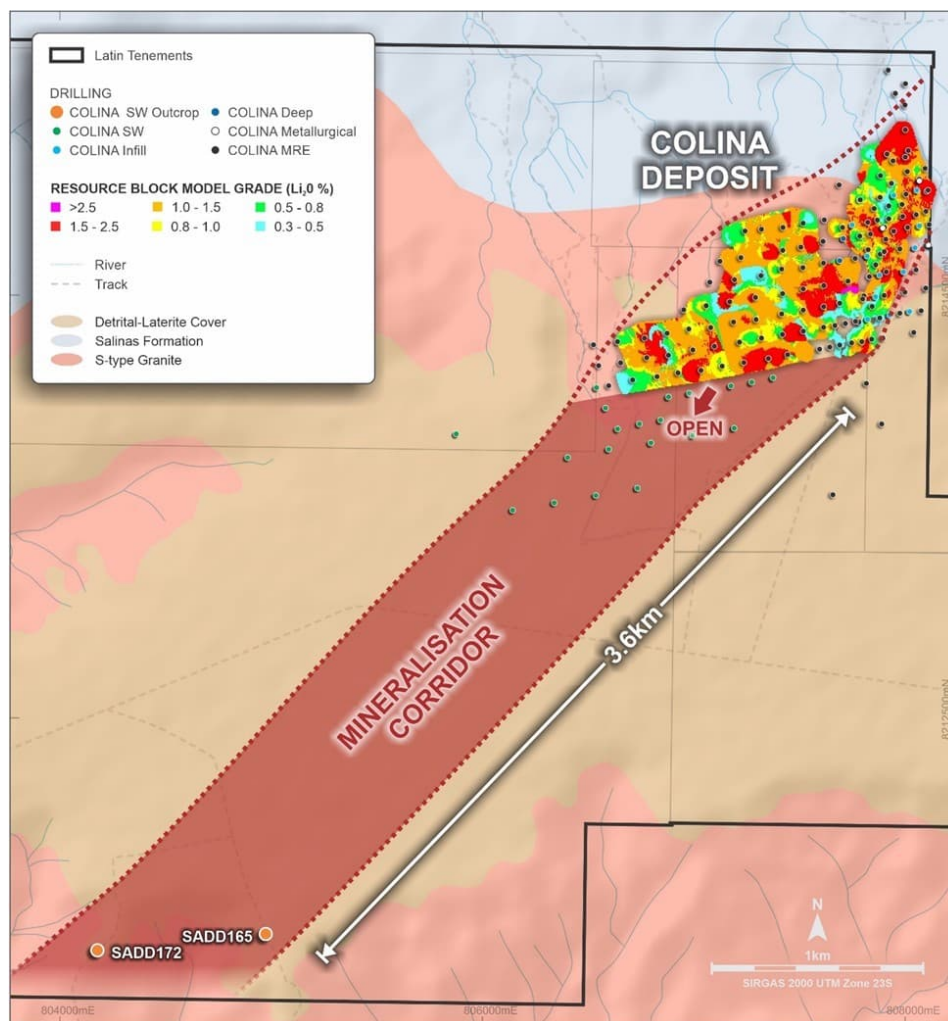 Latin Tenements
DRILLING
COLINA SW Outcrop
COLINA Deep
COLINA SW
COLINA Metallurgical
COLINA Infill
COLINA MRE
RESOURCE BLOCK MODEL GRADE (Li₂0 %)
>2.5
1.0 - 1.5
0.5 - 0.8
1.5 - 2.5
0.8 - 1.0
0.3 - 0.5
River
Track
Detrital-Laterite Cover
Salinas Formation
S-type Granite
COLINA
DEPOSIT
OPEN
3.6km
MINERALISATION
CORRIDOR
SADD165
SADD172
N
1km
SIRGAS 2000 UTM Zone 23S
804000mE
806000mE
808000mE
8212500mN